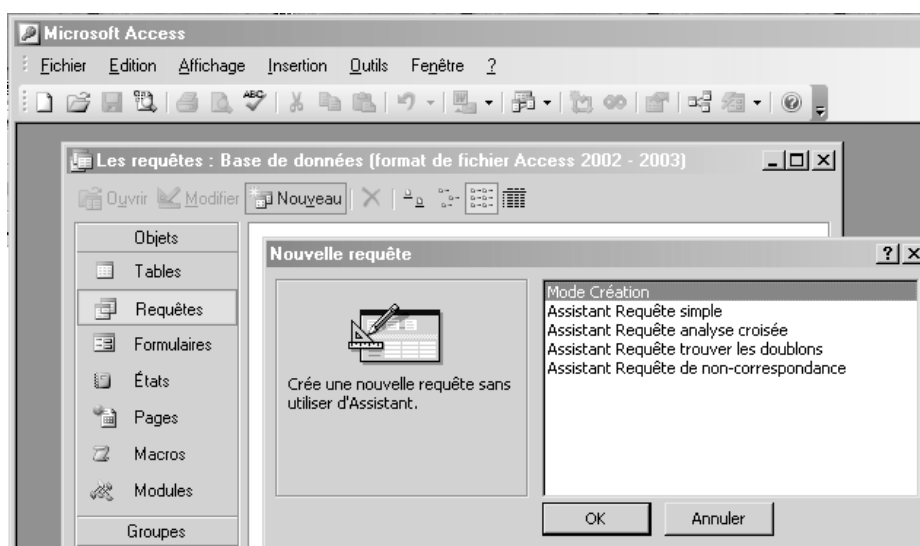 Microsoft Access
Fichier Edition Affichage Insertion Outils Fenêtre ?
ABC
Les requêtes : Base de données (format de fichier Access 2002 - 2003)
Ouvrir Modifier Nouveau
Objets
Tables
Requêtes
Formulaires
États
Pages
Macros
Modules
Groupes
Nouvelle requête
Crée une nouvelle requête sans
utiliser d'Assistant.
Mode Création
Assistant Requête simple
Assistant Requête analyse croisée
Assistant Requête trouver les doublons
Assistant Requête de non-correspondance
OK Annuler